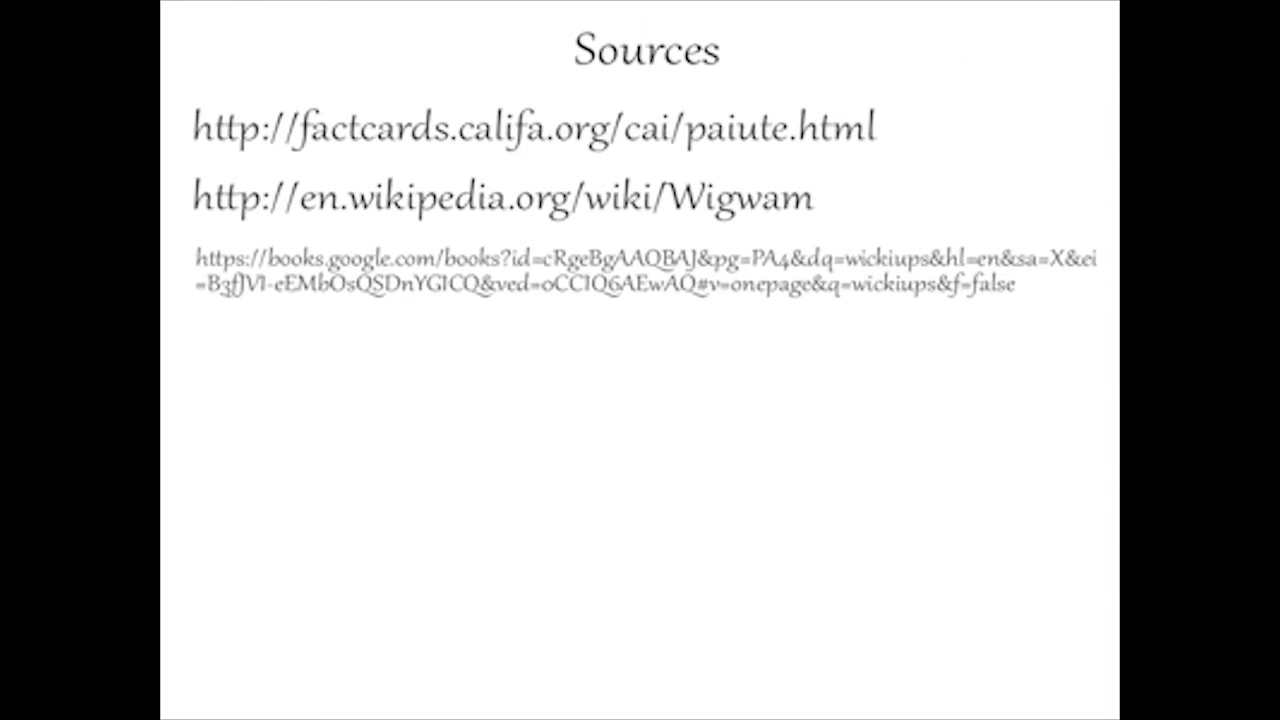 Sources
http://factcards.califa.org/cai/paiute.html
http://en.wikipedia.org/wiki/Wigwam
https://books.google.com/books?id=cRgeBgAAQBAJ&pg=PA4&dq=wickiups&hl=en&sa=X&ei
=B3fJVI-eEMbOsQSDnYGICQ&ved=0CCIQ6AEwAQ#v=onepage&q=wickiups&f=false